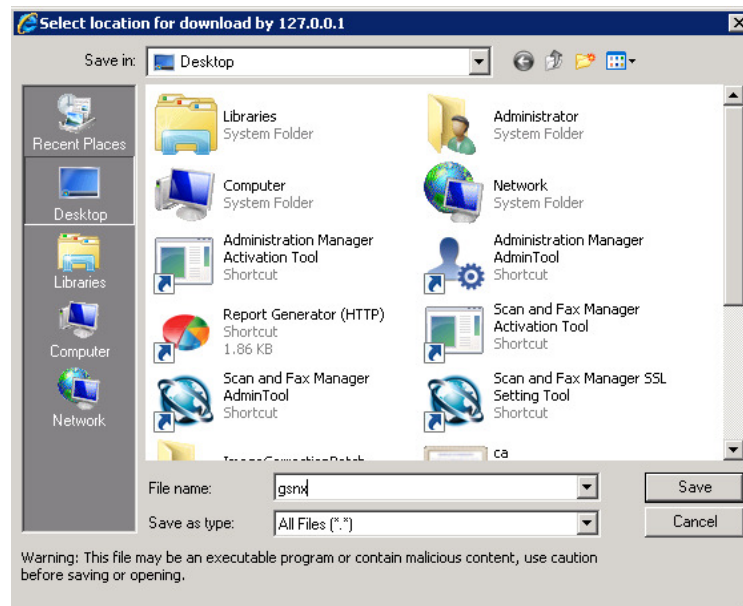 Select location for download by 127.0.0.1
Save in:
Desktop
Recent Places
Desktop
Libraries
Computer
Network
Libraries
System Folder
Administrator
System Folder
Computer
System Folder
Network
System Folder
Administration Manager
Activation Tool
Shortcut
Administration Manager
AdminTool
Shortcut
Report Generator (HTTP)
Shortcut
1.86 KB
Scan and Fax Manager
Activation Tool
Shortcut
Scan and Fax Manager
AdminTool
Shortcut
Scan and Fax Manager SSL
Setting Tool
Shortcut
ca
File name:
gsnx
Save
Save as type:
All Files (*.*)
Cancel
Warning: This file may be an executable program or contain malicious content, use caution
before saving or opening.